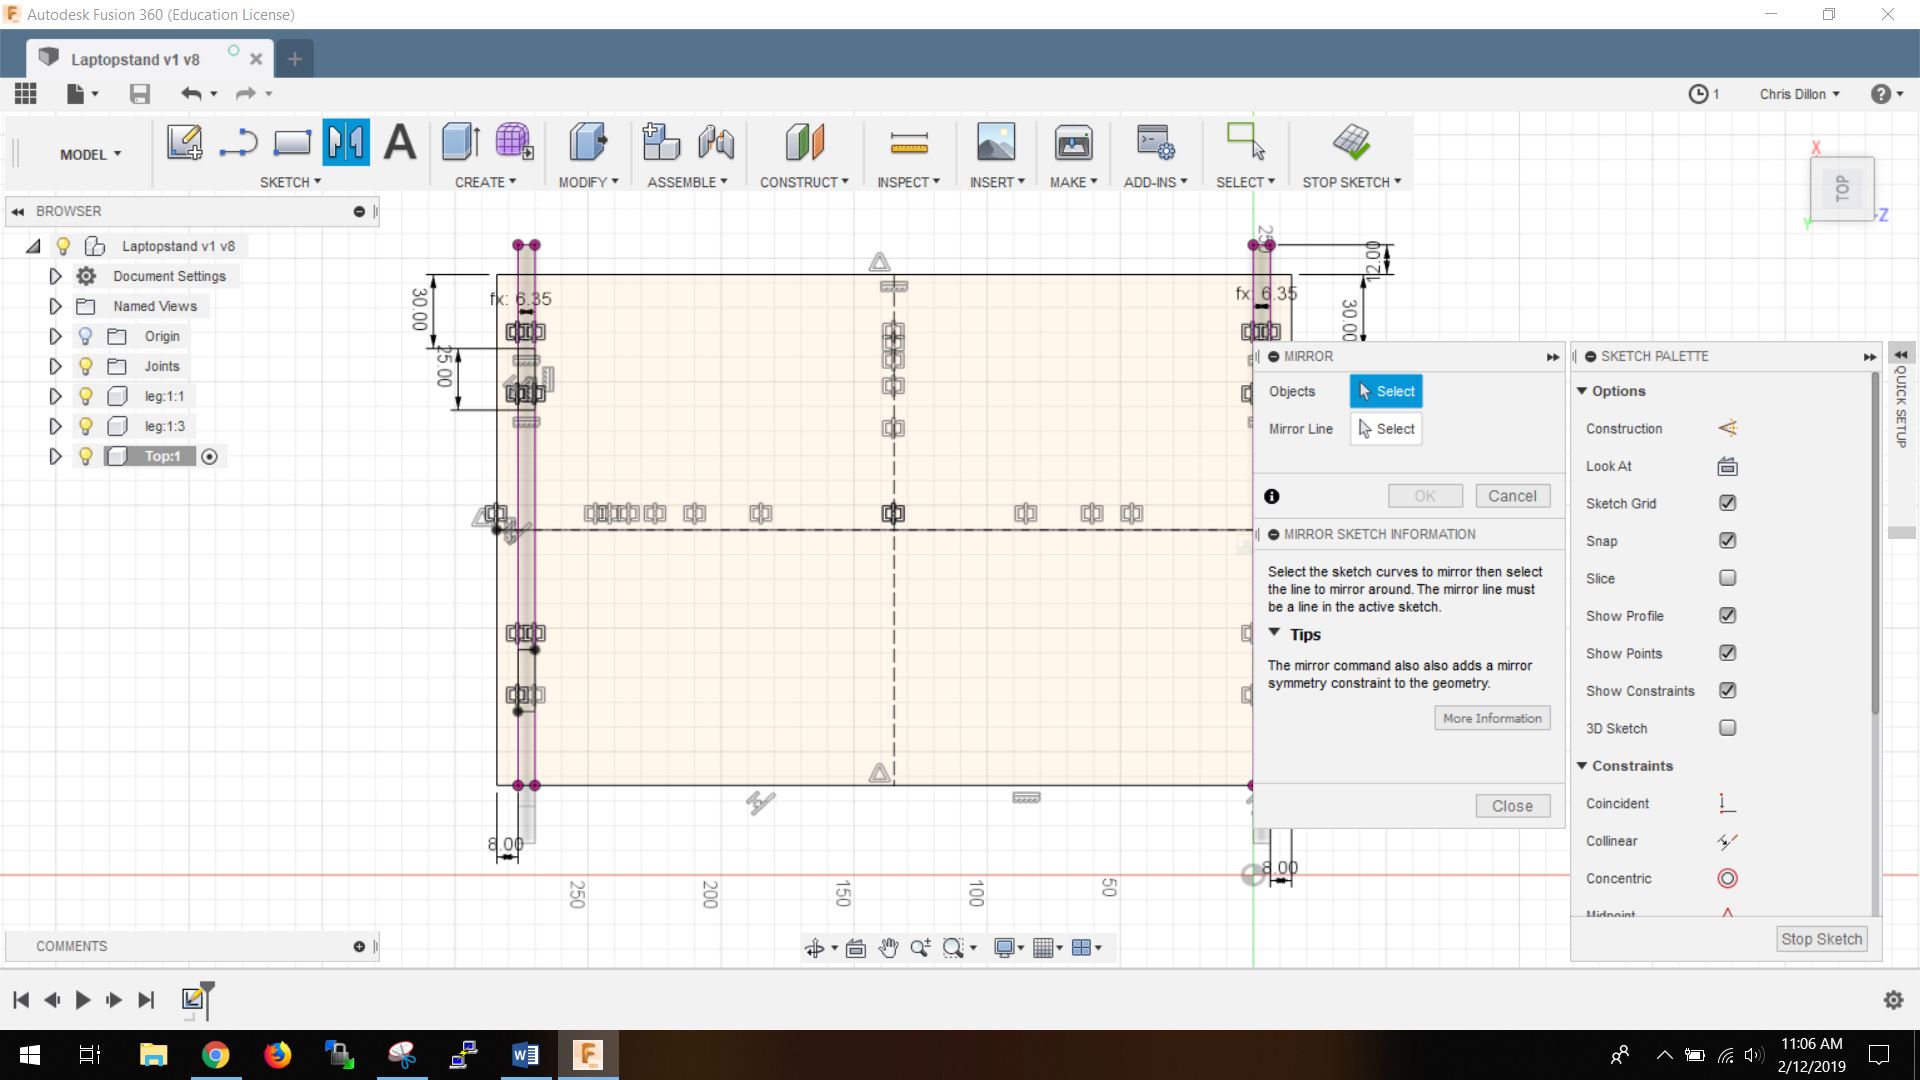 Autodesk Fusion 360 (Education License)
Laptopstand v1 v8
1
Chris Dillon
MODEL
SKETCH
CREATE
MODIFY
ASSEMBLE
CONSTRUCT
INSPECT
INSERT
MAKE
ADD-INS
SELECT
STOP SKETCH
X
TOP
Y
-Z
BROWSER
Laptopstand v1 v8
Document Settings
Named Views
Origin
Joints
leg:1:1
leg:1:3
Top:1
12.00
30.00
fx: 6.35
25.00
fx: 6.35
30.00
8.00
8.00
250
200
150
100
50
MIRROR
Objects
Select
Mirror Line
Select
OK
Cancel
MIRROR SKETCH INFORMATION
Select the sketch curves to mirror then select
the line to mirror around. The mirror line must
be a line in the active sketch.
Tips
The mirror command also also adds a mirror
symmetry constraint to the geometry.
More Information
Close
SKETCH PALETTE
Options
Construction
Look At
Sketch Grid
Snap
Slice
Show Profile
Show Points
Show Constraints
3D Sketch
Constraints
Coincident
Collinear
Concentric
Midpoint
Stop Sketch
QUICK SETUP
COMMENTS
11:06 AM
2/12/2019